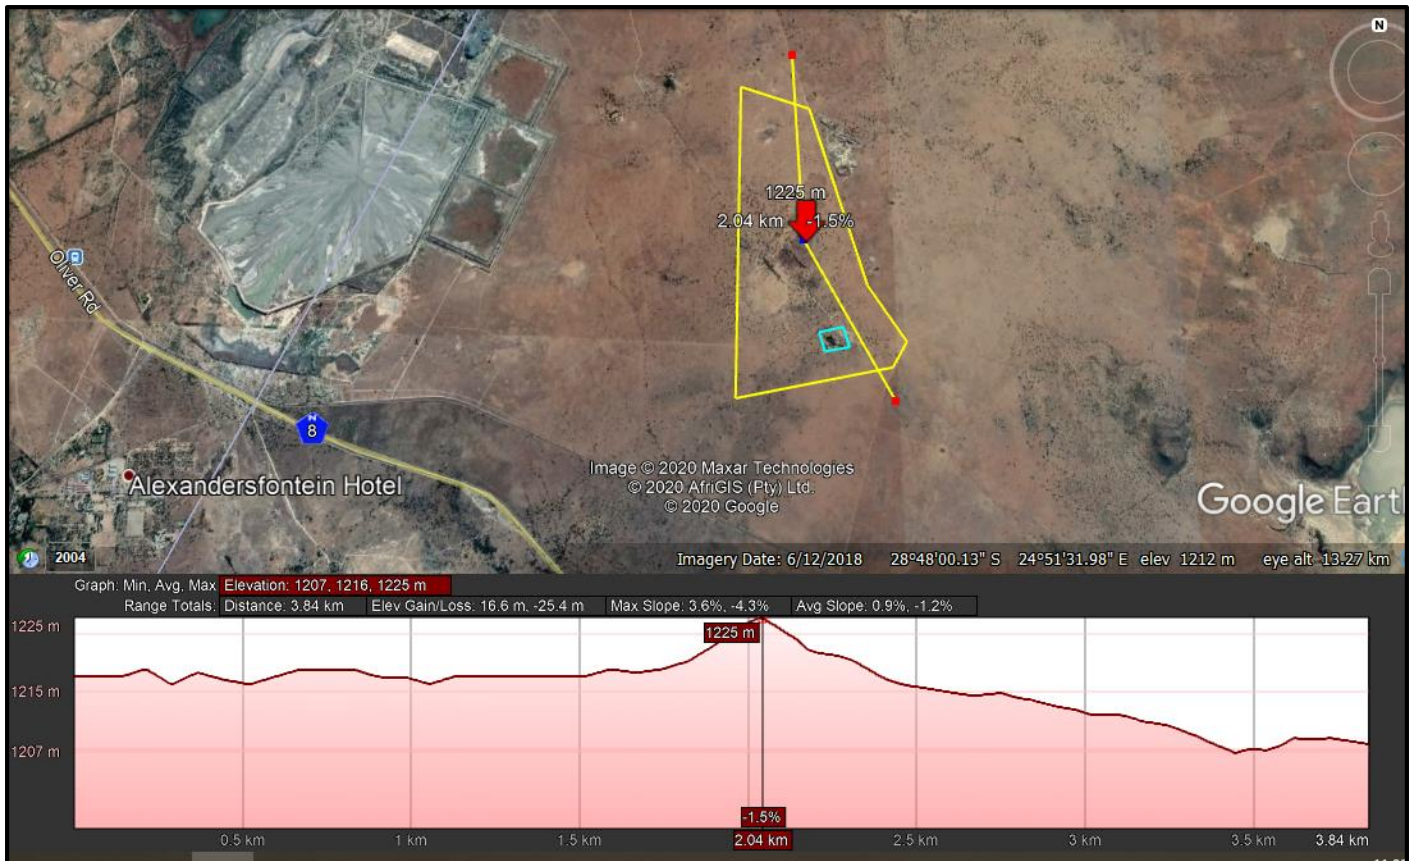 N
1225 m
2.04 km -1.5%
Oliver Rd
N
8
Alexandersfontein Hotel
Image © 2020 Maxar Technologies
© 2020 AfriGIS (Pty) Ltd.
© 2020 Google
Google Eart
2004
Imagery Date: 6/12/2018 28°48'00.13" S 24°51'31.98" E elev 1212 m eye alt 13.27 km
Graph: Min, Avg, Max Elevation: 1207, 1216, 1225 m
Range Totals: Distance: 3.84 km Elev Gain/Loss: 16.6 m, -25.4 m Max Slope: 3.6%, -4.3% Avg Slope: 0.9%, -1.2%
1225 m
1225 m
1215 m
1207 m
-1.5%
0.5 km 1 km 1.5 km 2.04 km 2.5 km 3 km 3.5 km 3.84 km